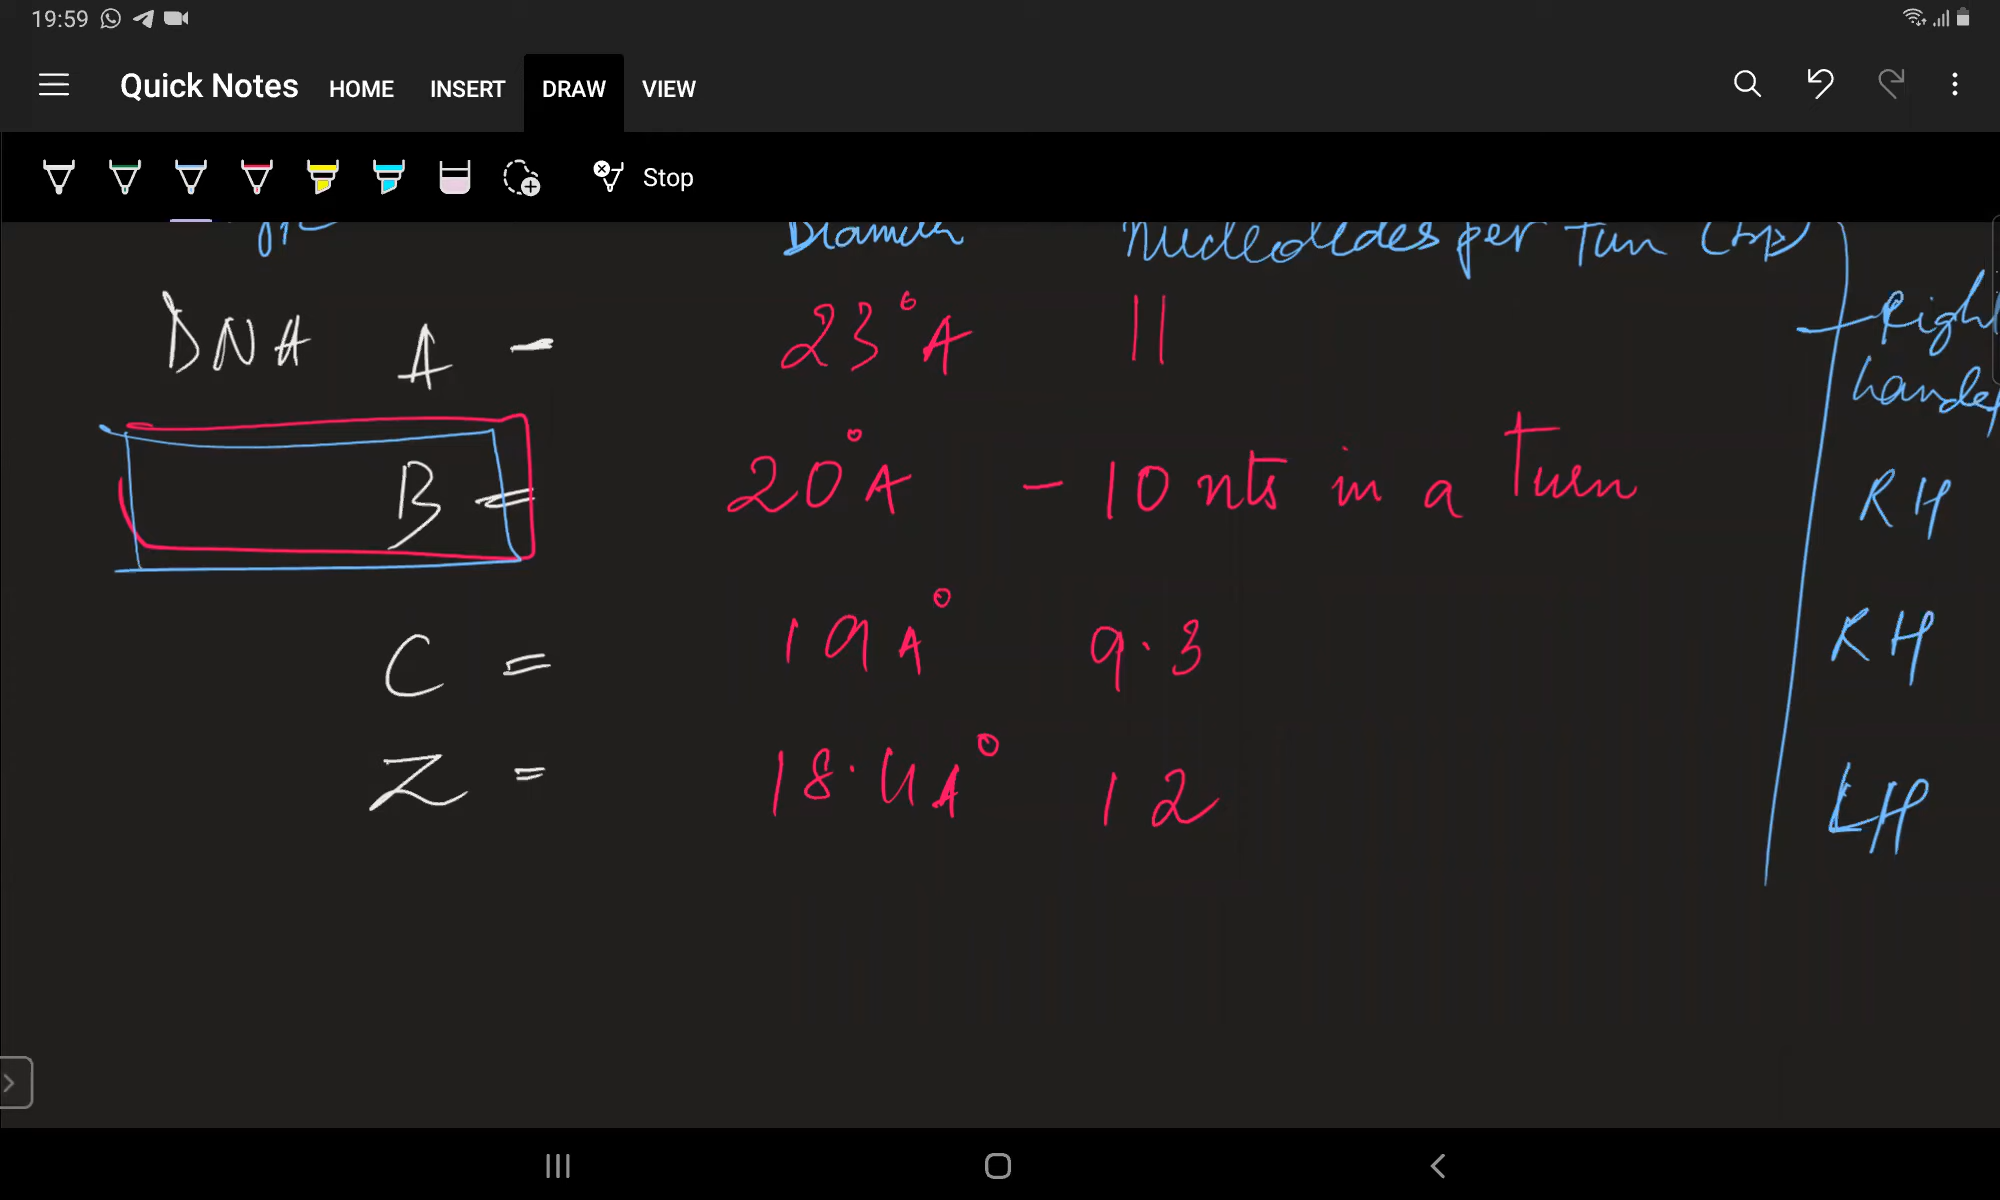 19:59
Quick Notes HOME INSERT DRAW VIEW
Stop
Nucleotides per Turn (bp)
DNA A - 23°A 11 Right
handed
B = 20°A - 10 nts in a Turn RH
C = 19A° 9.3 RH
Z = 18.4A° 12 LH